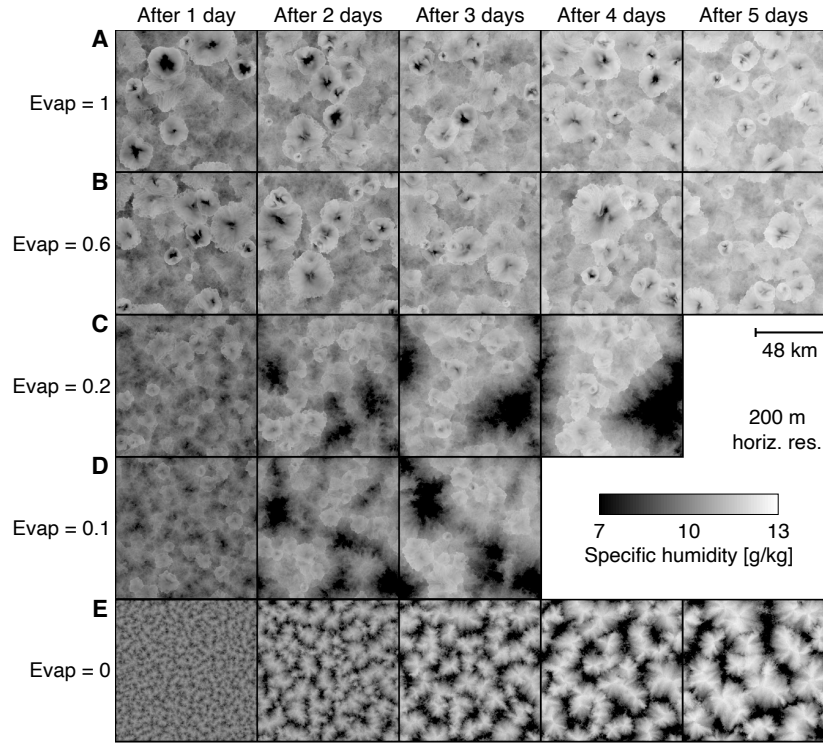 After 1 day After 2 days After 3 days After 4 days After 5 days
A
Evap = 1
B
Evap = 0.6
C
Evap = 0.2
48 km
200 m
horiz. res.
D
Evap = 0.1
7 10 13
Specific humidity [g/kg]
E
Evap = 0